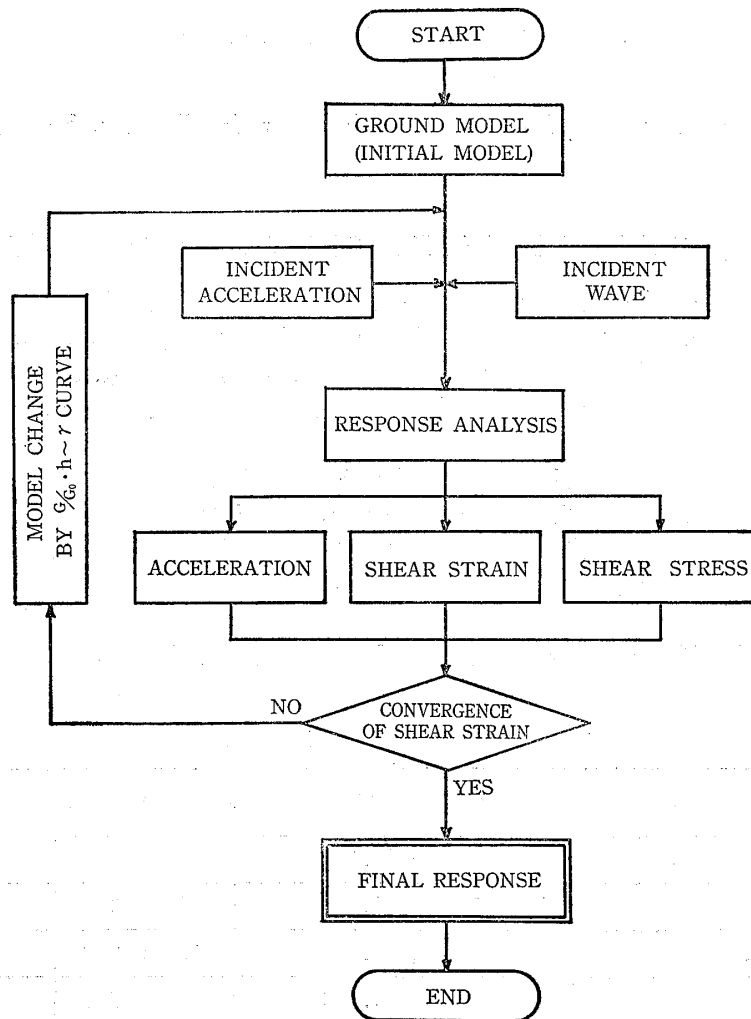 START
GROUND MODEL
(INITIAL MODEL)
INCIDENT
ACCELERATION
INCIDENT
WAVE
MODEL CHANGE
BY G/G₀・h~γ CURVE
RESPONSE ANALYSIS
ACCELERATION
SHEAR STRAIN
SHEAR STRESS
NO
CONVERGENCE
OF SHEAR STRAIN
YES
FINAL RESPONSE
END